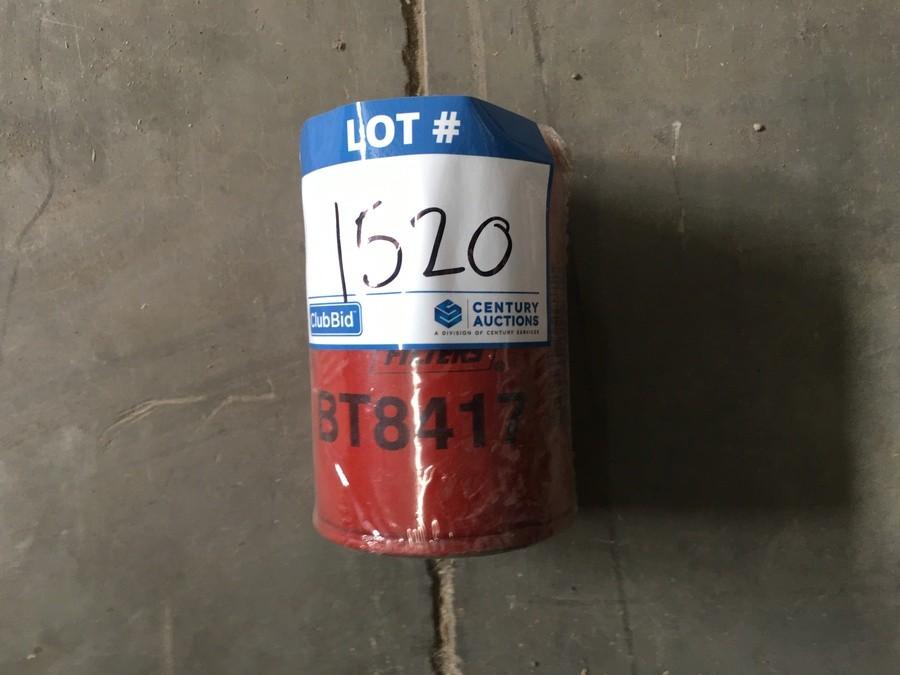 LOT #
1520
ClubBid
CENTURY
AUCTIONS
A DIVISION OF CENTURY SERVICES
FILTERS
BT8417